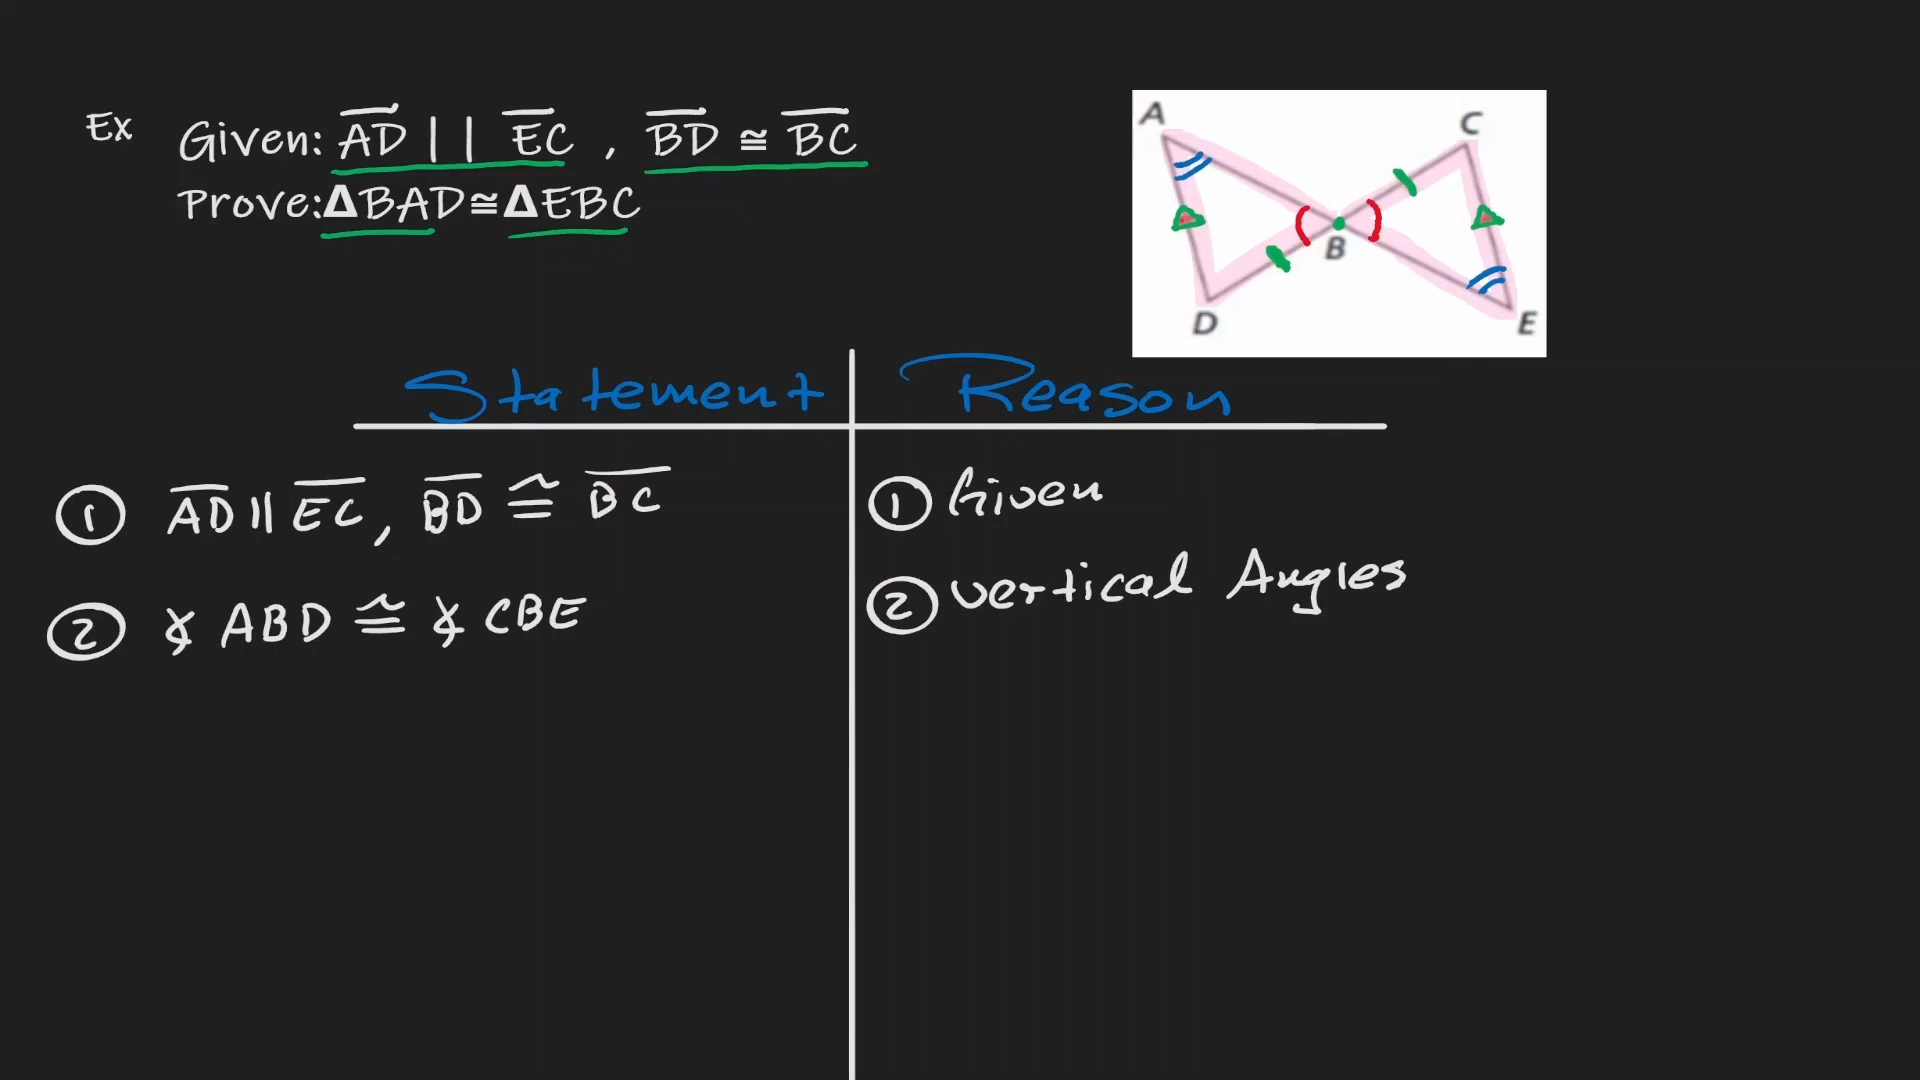 Ex Given: AD || EC , BD ≅ BC
Prove: ΔBAD≅ΔEBC
A
C
B
D
E
Statement Reason
① AD || EC, BD ≅ BC ① Given
② ∡ ABD ≅ ∡ CBE ② vertical Angles